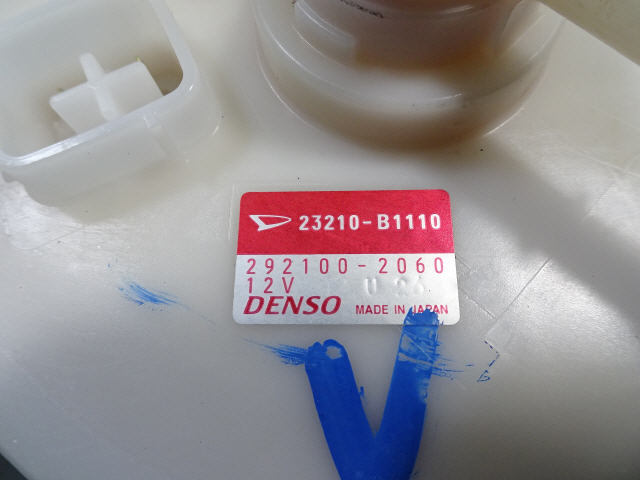 23210-B1110
292100-2060
12V
DENSO MADE IN JAPAN